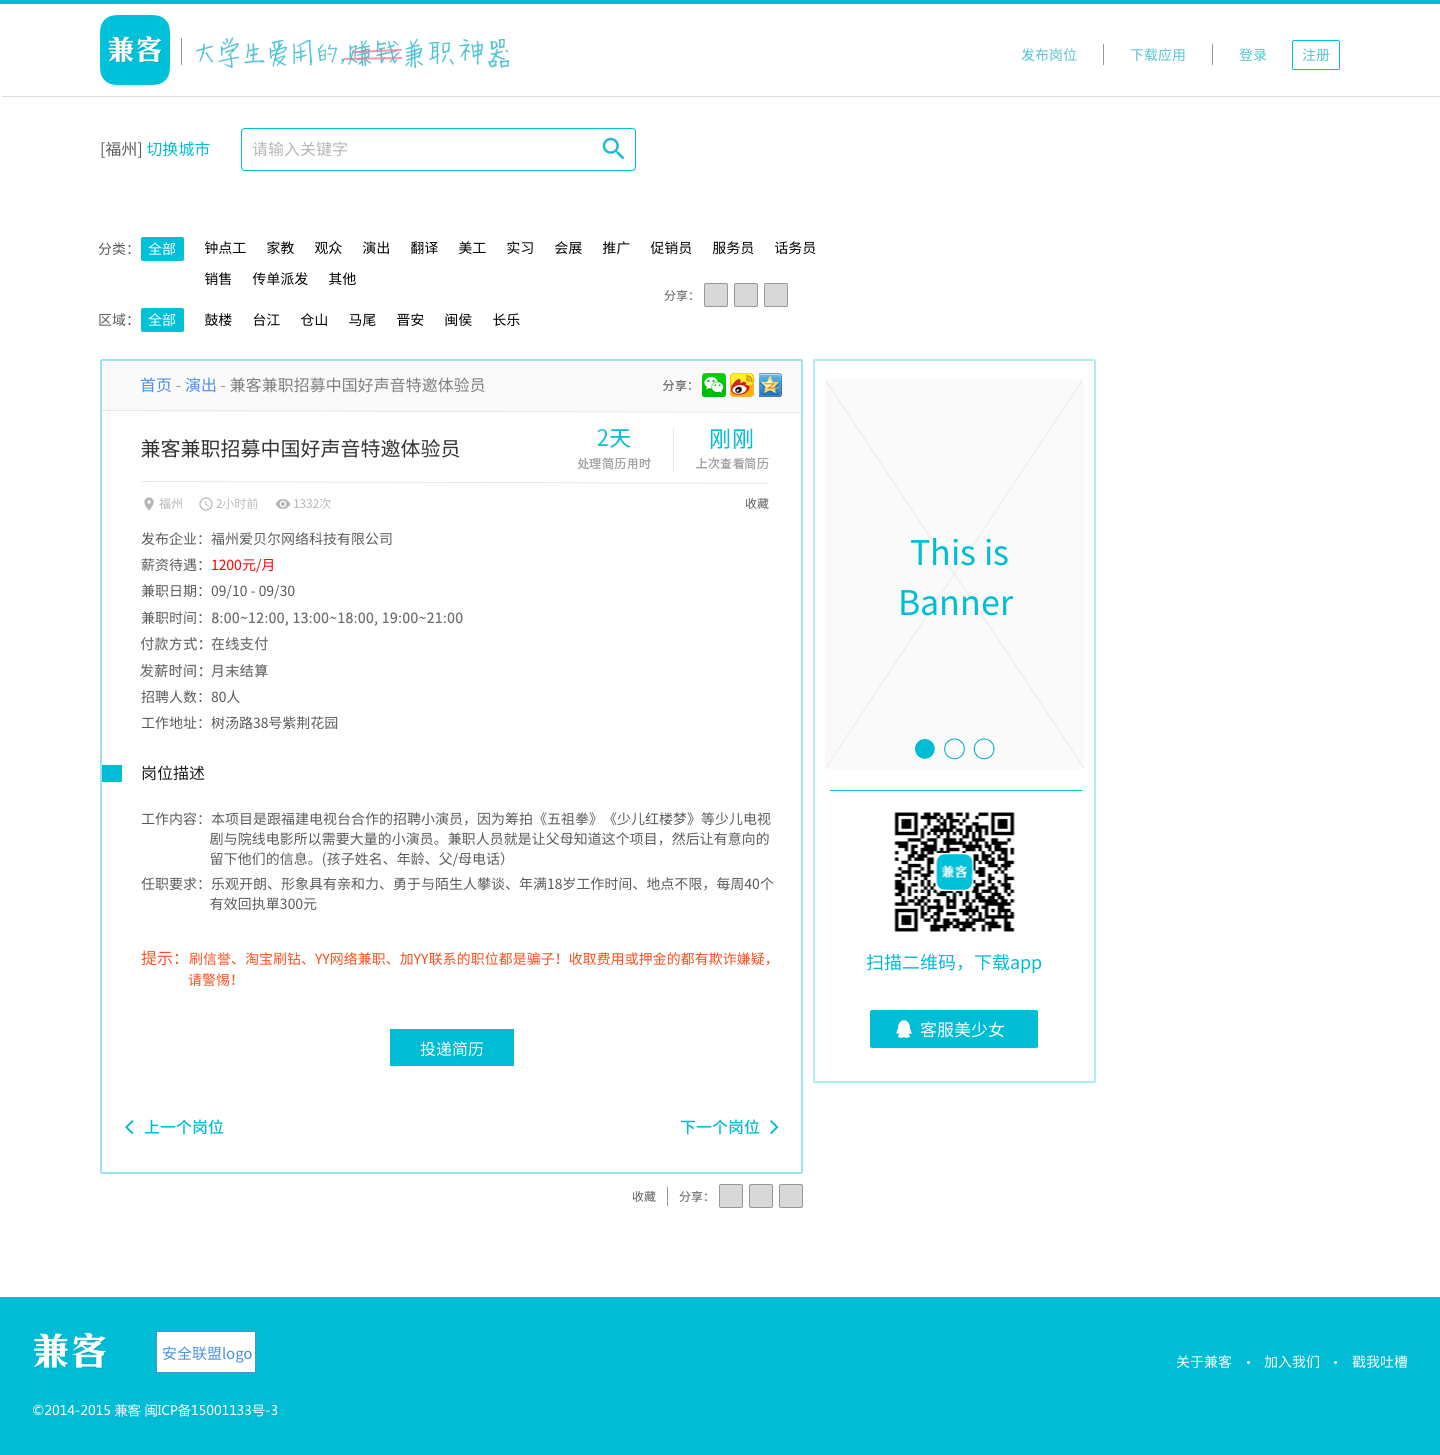 兼客 大学生爱用的,赚钱兼职神器
发布岗位 下载应用 登录 注册
[福州] 切换城市 请输入关键字
分类： 全部 钟点工 家教 观众 演出 翻译 美工 实习 会展 推广 促销员 服务员 话务员
销售 传单派发 其他
分享：
区域： 全部 鼓楼 台江 仓山 马尾 晋安 闽侯 长乐
首页 - 演出 - 兼客兼职招募中国好声音特邀体验员 分享：
兼客兼职招募中国好声音特邀体验员
2天 刚刚
处理简历用时 上次查看简历
福州 2小时前 1332次 收藏
发布企业：福州爱贝尔网络科技有限公司
薪资待遇：1200元/月
兼职日期：09/10 - 09/30
兼职时间：8:00~12:00, 13:00~18:00, 19:00~21:00
付款方式：在线支付
发薪时间：月末结算
招聘人数：80人
工作地址：树汤路38号紫荆花园
岗位描述
工作内容：本项目是跟福建电视台合作的招聘小演员，因为筹拍《五祖拳》《少儿红楼梦》等少儿电视
剧与院线电影所以需要大量的小演员。兼职人员就是让父母知道这个项目，然后让有意向的
留下他们的信息。(孩子姓名、年龄、父/母电话）
任职要求：乐观开朗、形象具有亲和力、勇于与陌生人攀谈、年满18岁工作时间、地点不限，每周40个
有效回执單300元
提示：刷信誉、淘宝刷钻、YY网络兼职、加YY联系的职位都是骗子！收取费用或押金的都有欺诈嫌疑，
请警惕！
投递简历
上一个岗位 下一个岗位
收藏 分享：
This is
Banner
兼客
扫描二维码，下载app
客服美少女
兼客 安全联盟logo
关于兼客 • 加入我们 • 戳我吐槽
©2014-2015 兼客 闽ICP备15001133号-3